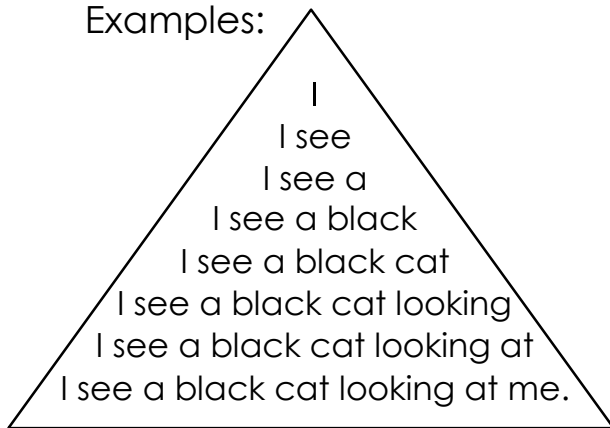 Examples:
I
I see
I see a
I see a black
I see a black cat
I see a black cat looking
I see a black cat looking at
I see a black cat looking at me.